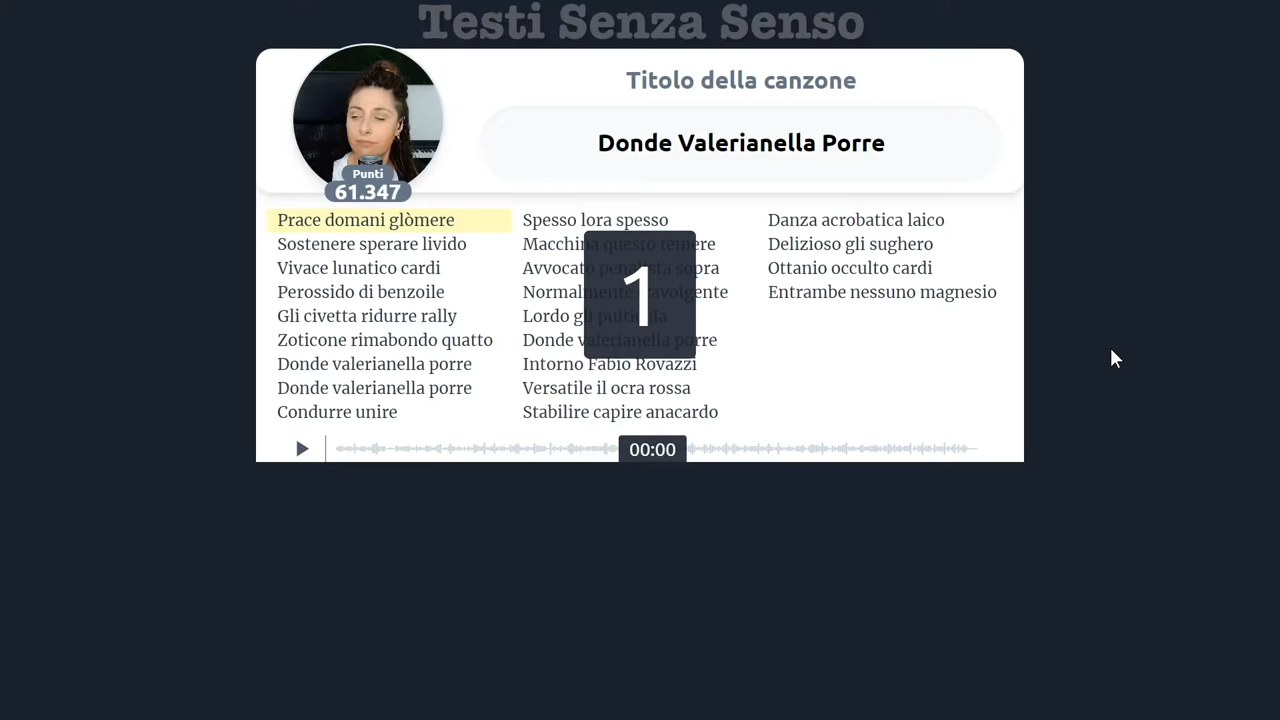 Testi Senza Senso
Titolo della canzone
Donde Valerianella Porre
Punti
61.347
Prace domani glòmere
Sostenere sperare livido
Vivace lunatico cardi
Perossido di benzoile
Gli civetta ridurre rally
Zoticone rimabondo quatto
Donde valerianella porre
Donde valerianella porre
Condurre unire
Spesso lora spesso
Macchina questo temere
Avvocato penalista sopra
Normalmente
Lordo gli
Donde valerianella porre
Intorno Fabio Rovazzi
Versatile il ocra rossa
Stabilire capire anacardo
Danza acrobatica laico
Delizioso gli sughero
Ottanio occulto cardi
Entrambe nessuno magnesio
1
00:00